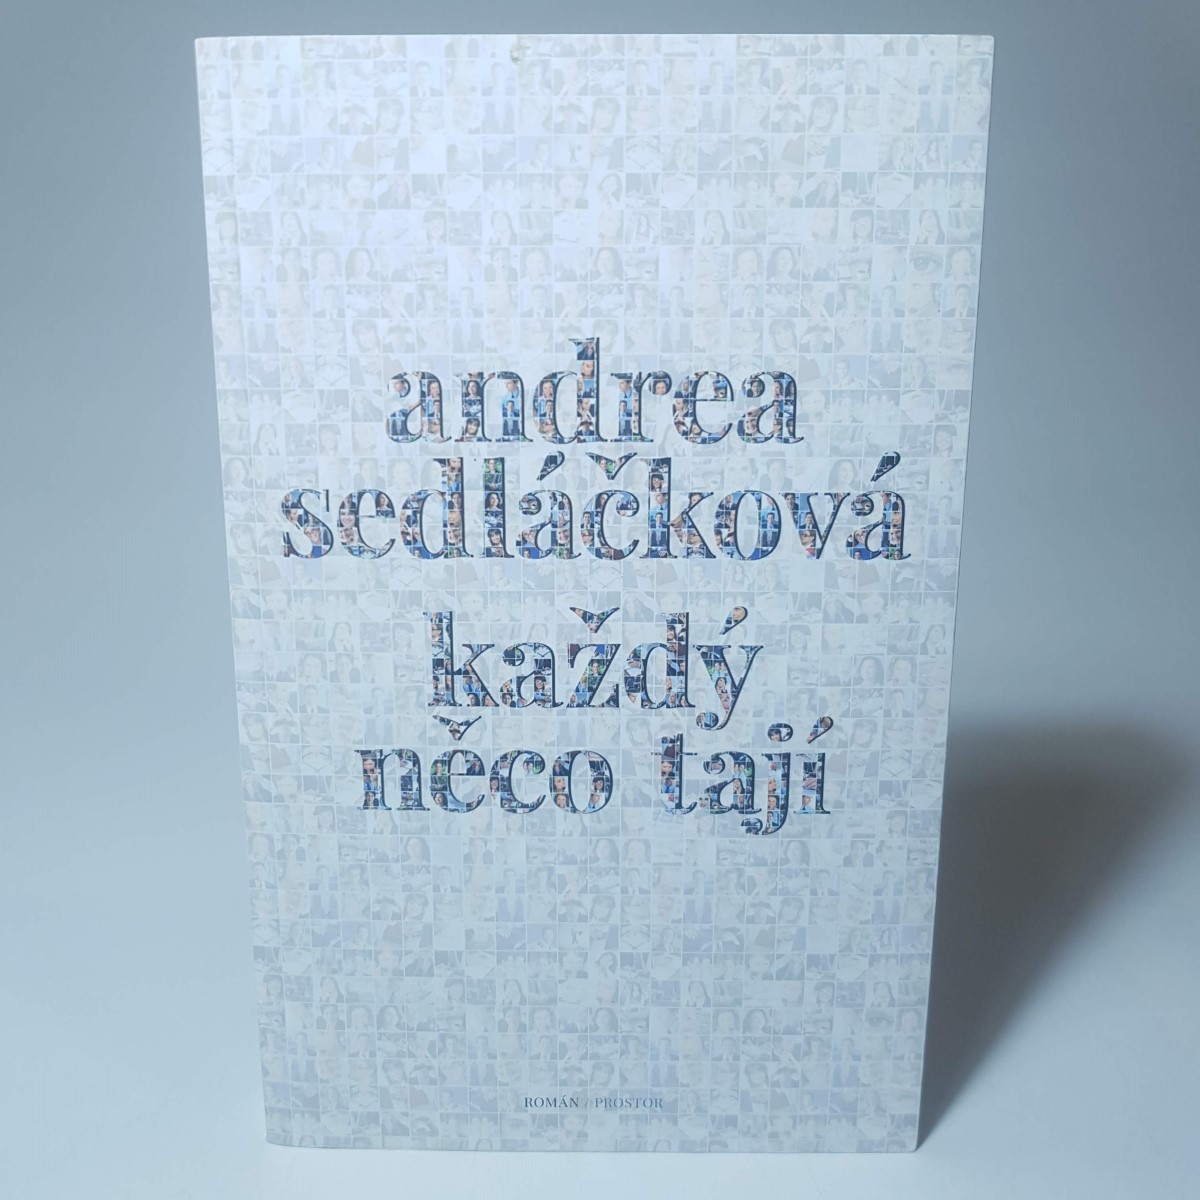 andrea
sedláčková
každý
něco tají
ROMÁN / PROSTOR